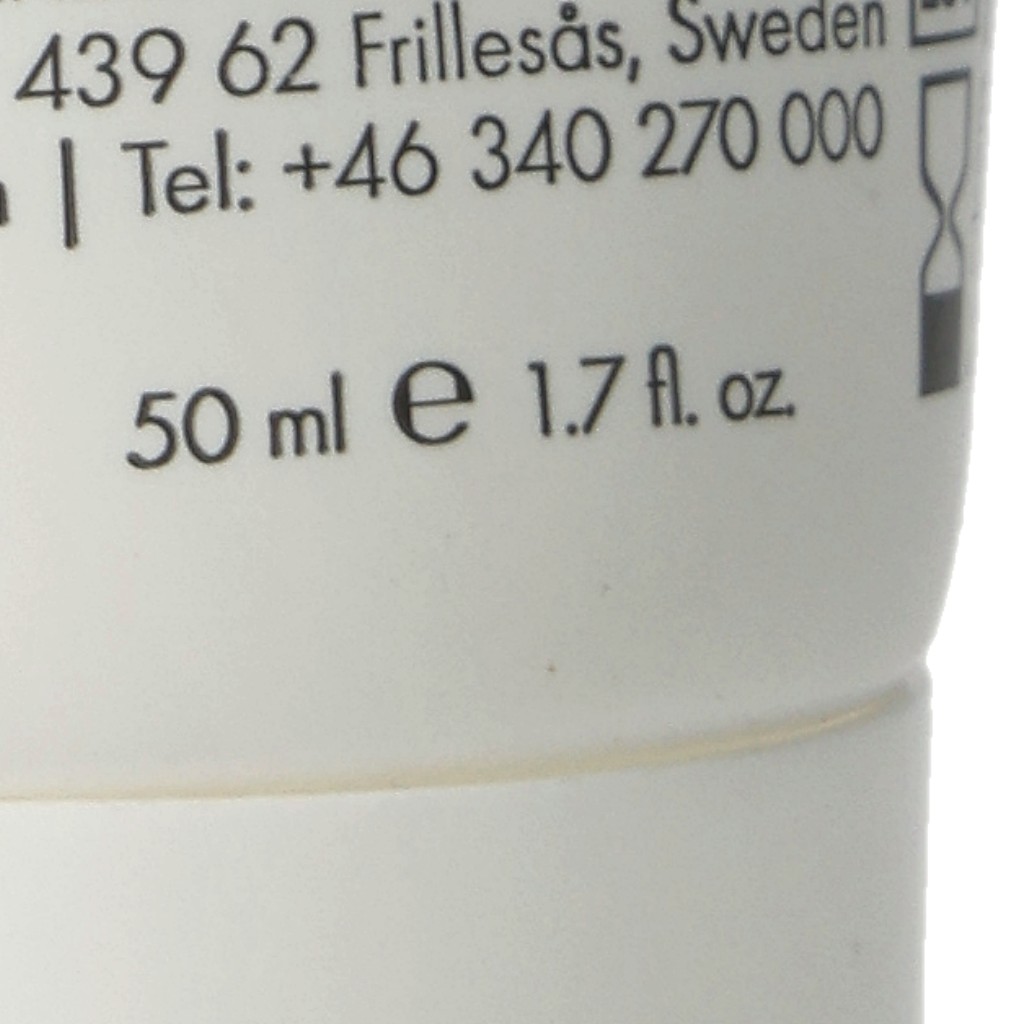 439 62 Frillesås, Sweden
| Tel: +46 340 270 000
50 ml e 1.7 fl. oz.